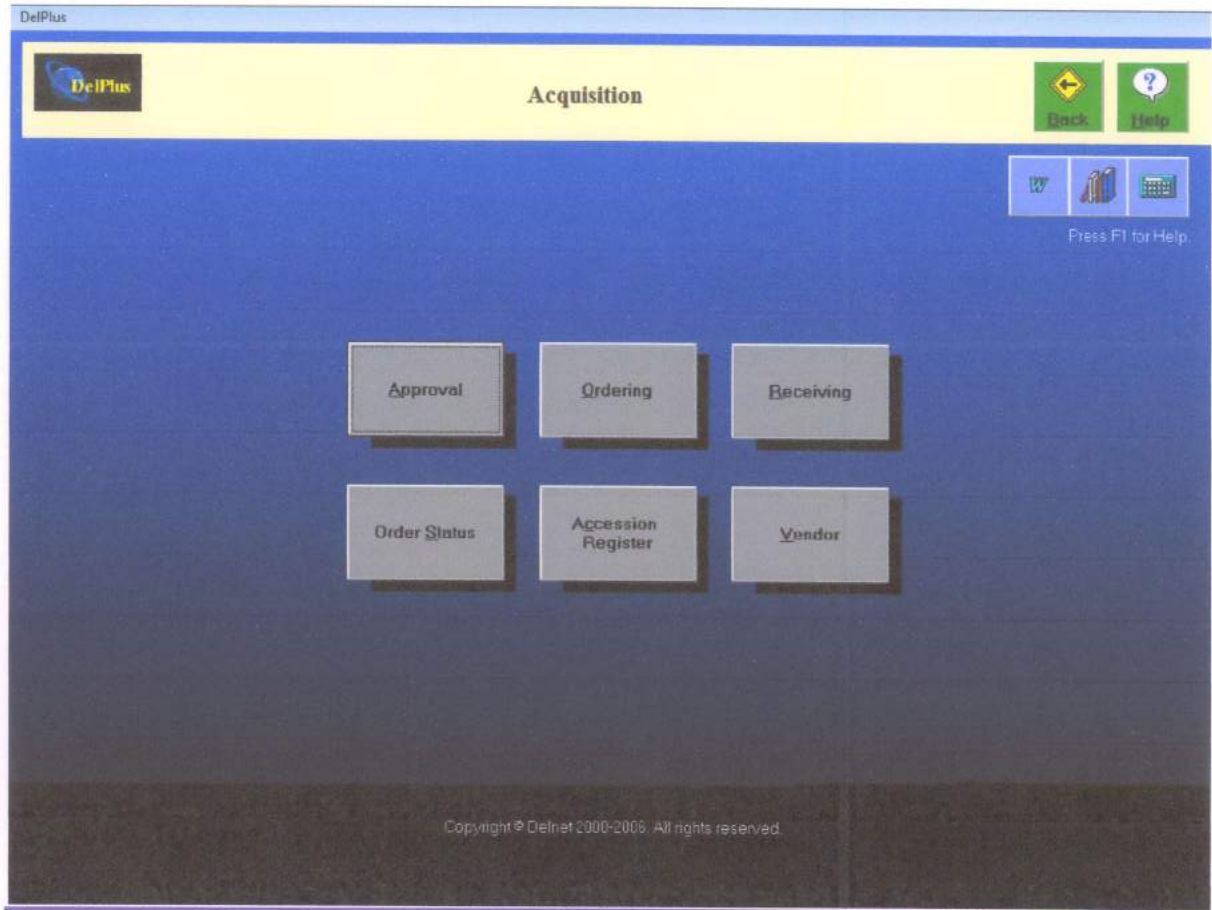 DelPlus
DelPlus
Acquisition
Back
Help
W
Press F1 for Help.
Approval
Ordering
Receiving
Order Status
Accession
Register
Vendor
Copyright © Delnet 2000-2006. All rights reserved.